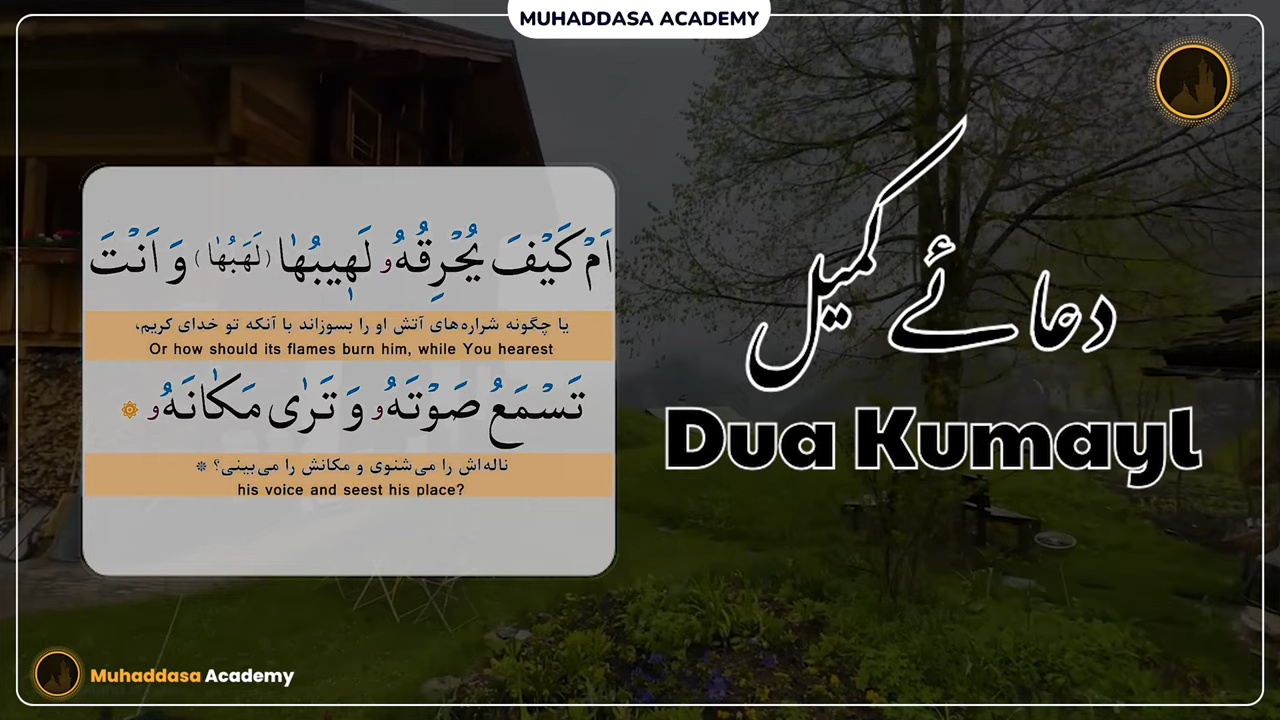 MUHADDASA ACADEMY
اَمْ كَيْفَ يُحْرِقُهُو لَهٖيبُهٰا (لَهَبُهٰا) وَ اَنْتَ
یا چگونه شراره‌های آتش او را بسوزاند با آنکه تو خدای کریم،
Or how should its flames burn him, while You hearest
تَسْمَعُ صَوْتَهُو وَ تَرٰى مَكٰانَهُو ۞
ناله‌اش را می‌شنوی و مکانش را می‌بینی؟ *
his voice and seest his place?
دعائے کمیل
Dua Kumayl
Muhaddasa Academy